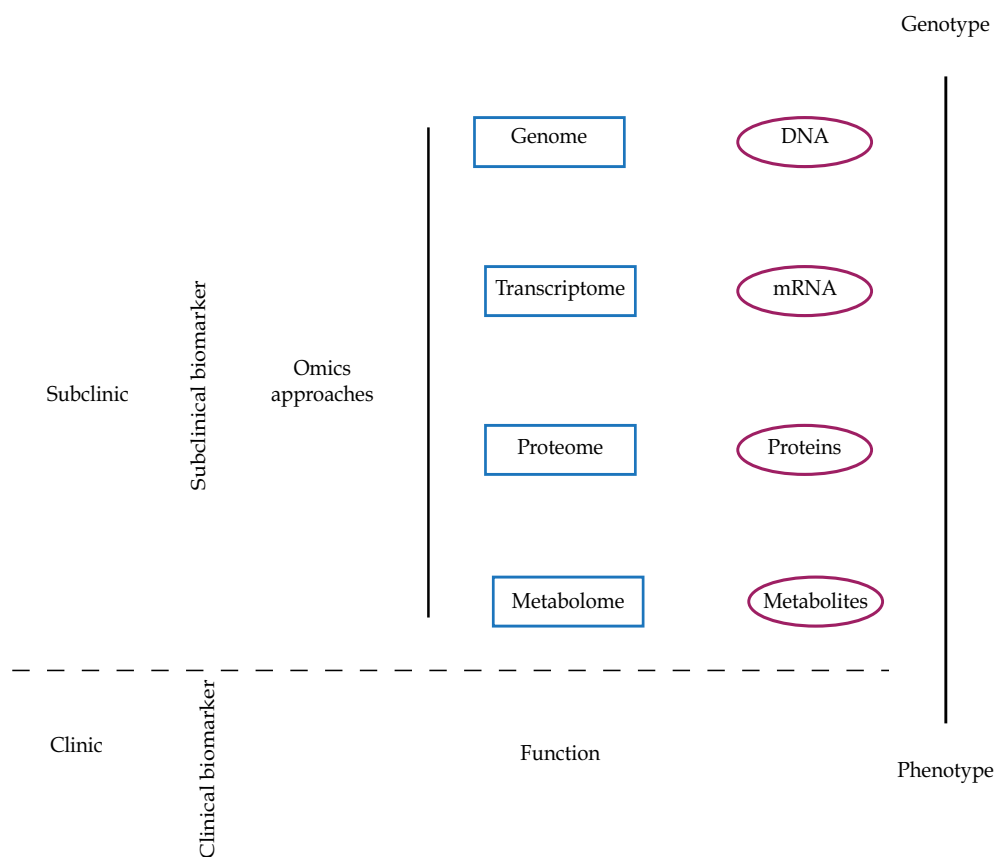 Genotype
Genome
DNA
Transcriptome
mRNA
Subclinic
Subclinical biomarker
Omics
approaches
Proteome
Proteins
Metabolome
Metabolites
Clinic
Clinical biomarker
Function
Phenotype